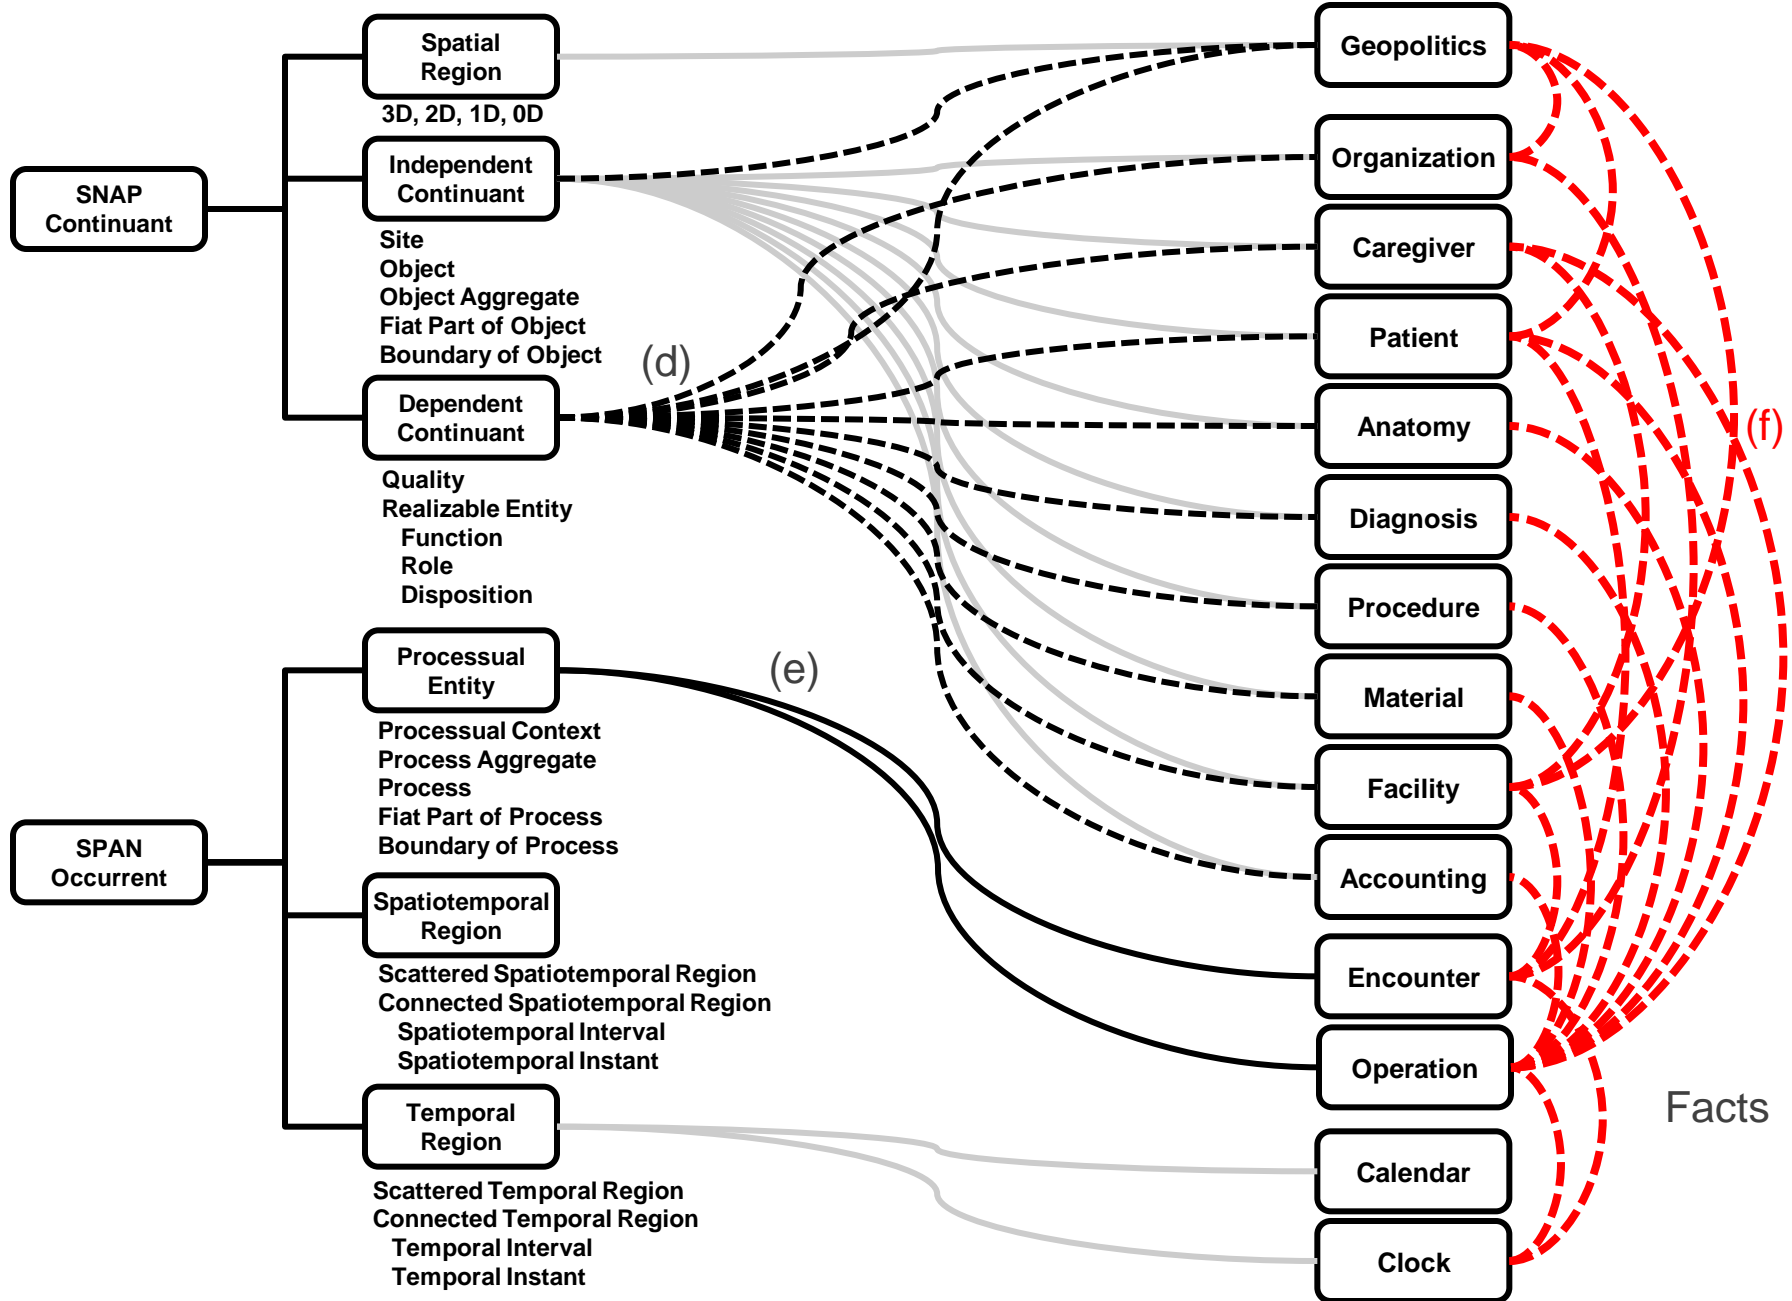 SNAP
Continuant
Spatial
Region
3D, 2D, 1D, 0D
Independent
Continuant
Site
Object
Object Aggregate
Fiat Part of Object
Boundary of Object
(d)
Dependent
Continuant
Quality
Realizable Entity
Function
Role
Disposition
SPAN
Occurrent
Processual
Entity
(e)
Processual Context
Process Aggregate
Process
Fiat Part of Process
Boundary of Process
Spatiotemporal
Region
Scattered Spatiotemporal Region
Connected Spatiotemporal Region
Spatiotemporal Interval
Spatiotemporal Instant
Temporal
Region
Scattered Temporal Region
Connected Temporal Region
Temporal Interval
Temporal Instant
Geopolitics
Organization
Caregiver
Patient
Anatomy
Diagnosis
Procedure
Material
Facility
Accounting
Encounter
Operation
Calendar
Clock
(f)
Facts